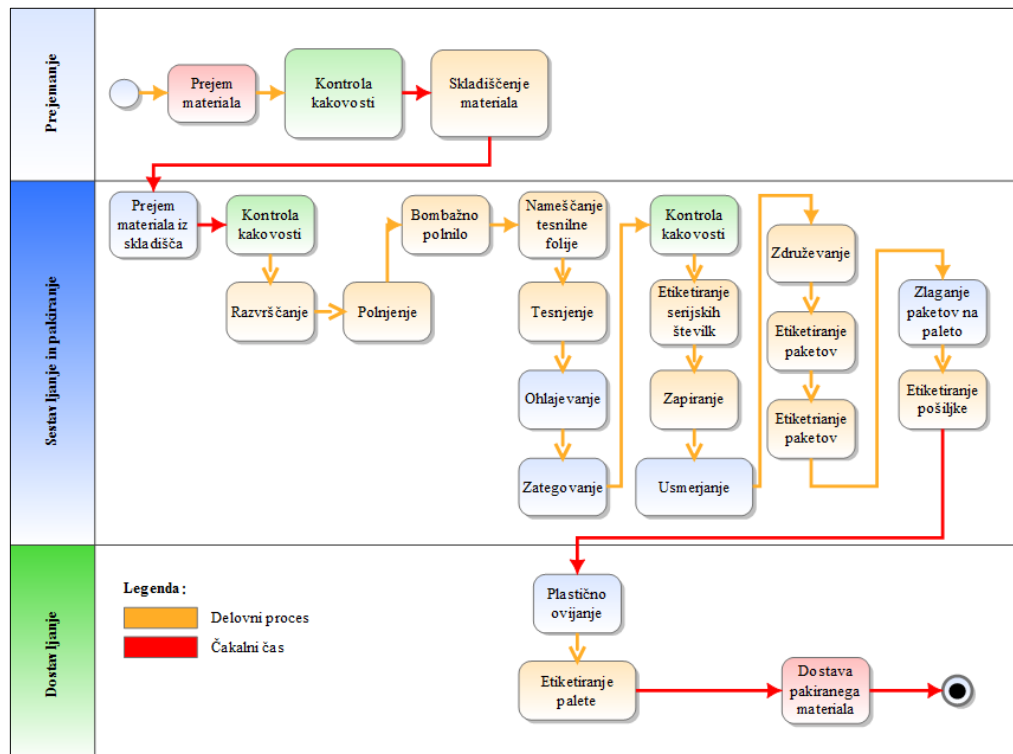 Prejemanje
Prejem
materiala
Kontrola
kakovosti
Skladiščenje
materiala
Sestavljanje in pakiranje
Prejem
materiala iz
skladišča
Kontrola
kakovosti
Razvrščanje
Polnjenje
Bombažno
polnilo
Nameščanje
tesnilne
folije
Tesnjenje
Ohlajevanje
Zategovanje
Kontrola
kakovosti
Etiketiranje
serijskih
številk
Zapiranje
Usmerjanje
Združevanje
Etiketiranje
paketov
Etiketrianje
paketov
Zlaganje
paketov na
paleto
Etiketiranje
pošiljke
Dostavljanje
Legenda:
Delovni proces
Čakalni čas
Plastično
ovijanje
Etiketiranje
palete
Dostava
pakiranega
materiala